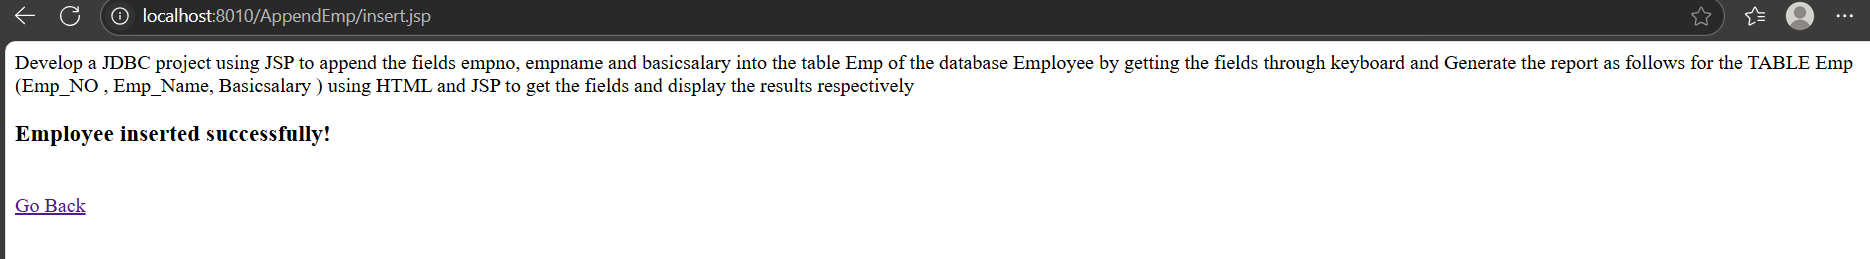 localhost:8010/AppendEmp/insert.jsp
Develop a JDBC project using JSP to append the fields empno, empname and basicsalary into the table Emp of the database Employee by getting the fields through keyboard and Generate the report as follows for the TABLE Emp
(Emp_NO , Emp_Name, Basicsalary ) using HTML and JSP to get the fields and display the results respectively
Employee inserted successfully!
Go Back